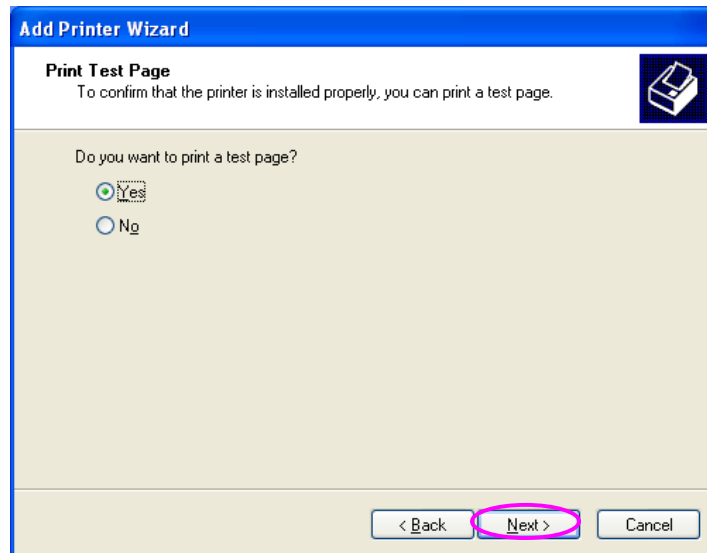 Add Printer Wizard
Print Test Page
To confirm that the printer is installed properly, you can print a test page.
Do you want to print a test page?
Yes
No
< Back Next > Cancel